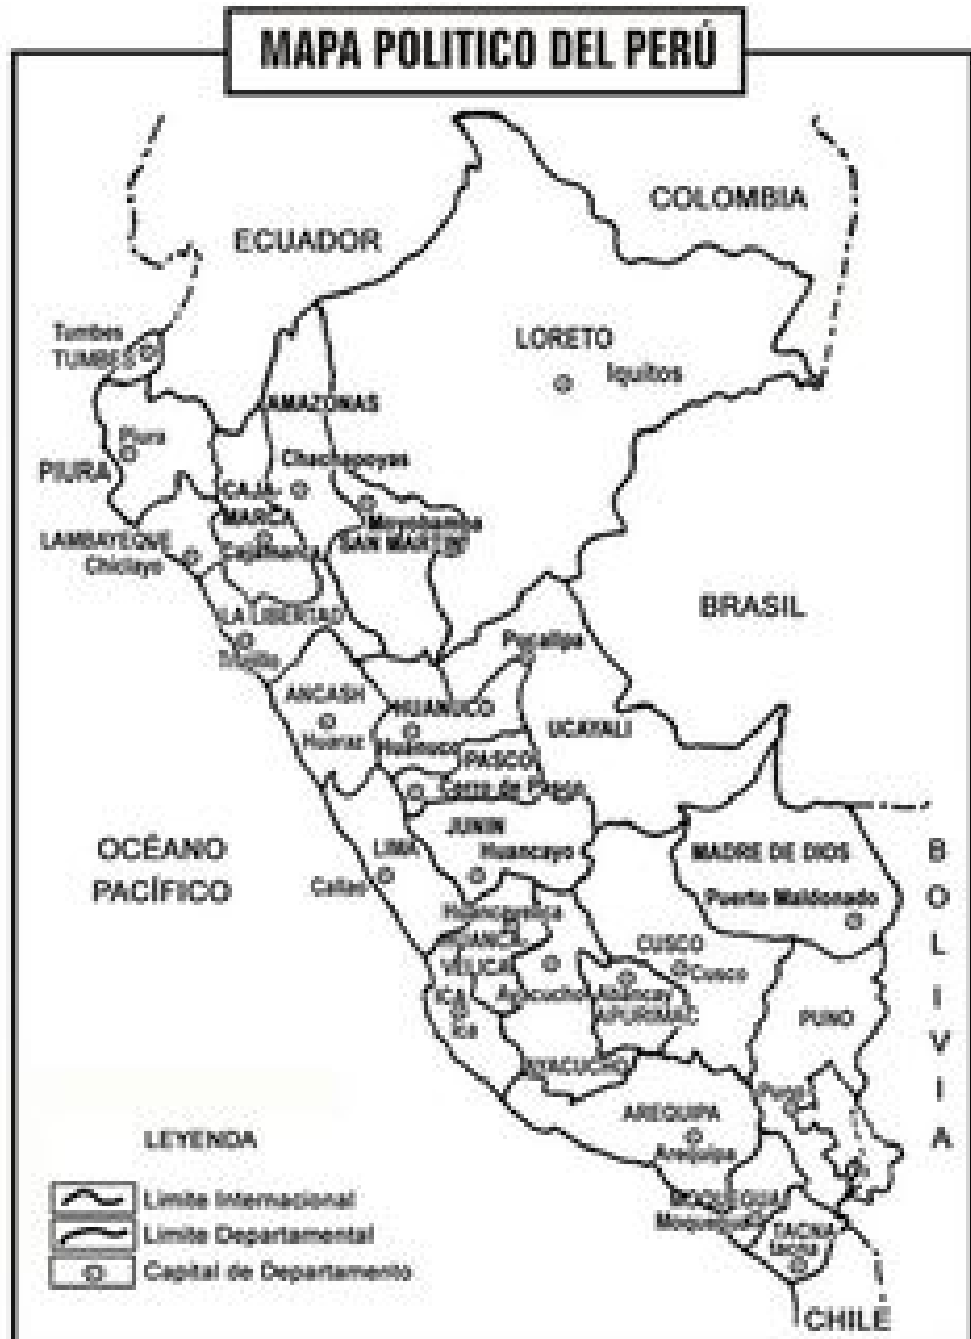 MAPA POLITICO DEL PERÚ
COLOMBIA
ECUADOR
Tumbes
TUMBES
LORETO
Iquitos
AMAZONAS
Piura
PIURA
Chachapoyas
CAJA-
MARCA
Cajamarca
Moyobamba
SAN MARTIN
LAMBAYEQUE
Chiclayo
BRASIL
LA LIBERTAD
Trujillo
Pucallpa
ANCASH
Huaraz
HUANUCO
Huánuco
UCAYALI
PASCO
Cerro de Pasco
JUNIN
Huancayo
OCÉANO
PACÍFICO
LIMA
Callao
MADRE DE DIOS
Puerto Maldonado
BOLIVIA
Huancavelica
HUANCA-
VELICA
CUSCO
Cusco
ICA
Ica
Ayacucho
Abancay
APURIMAC
PUNO
AYACUCHO
Puno
AREQUIPA
Arequipa
MOQUEGUA
Moquegua
TACNA
tacna
CHILE
LEYENDA
Limite Internacional
Limite Departamental
Capital de Departamento